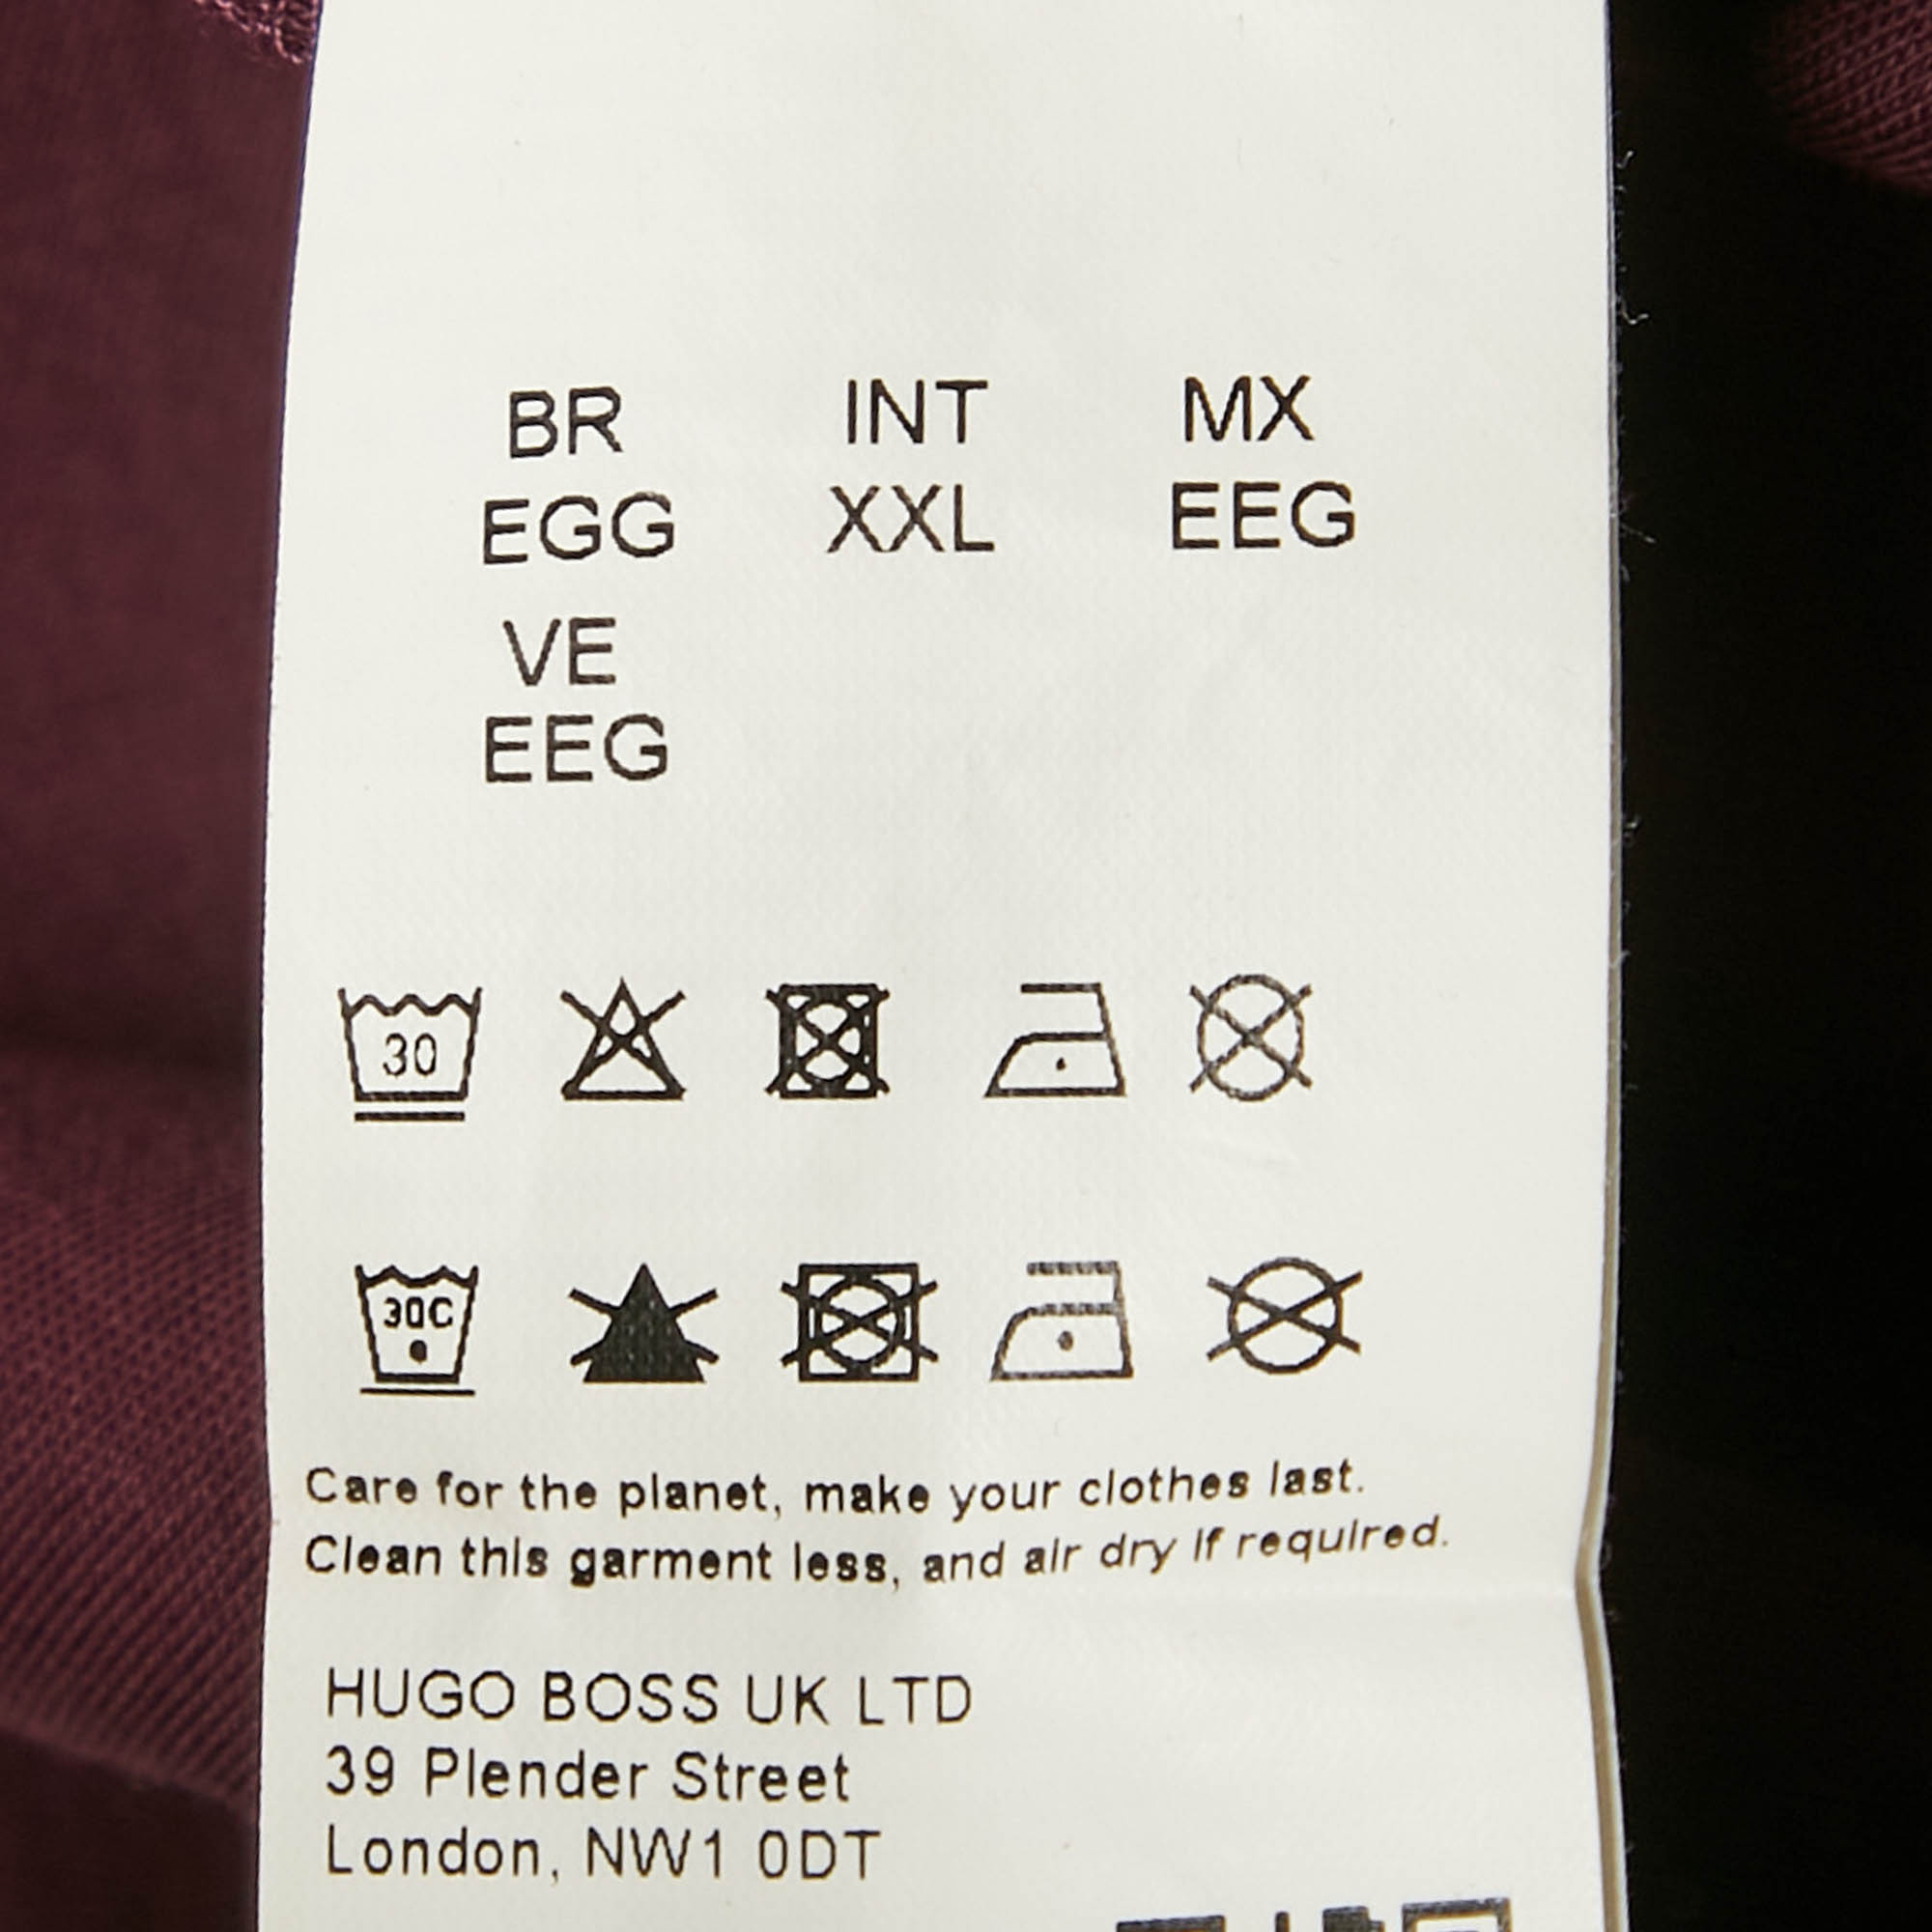 BR INT MX
EGG XXL EEG
VE
EEG
30
30C
Care for the planet, make your clothes last.
Clean this garment less, and air dry if required.
HUGO BOSS UK LTD
39 Plender Street
London, NW1 0DT